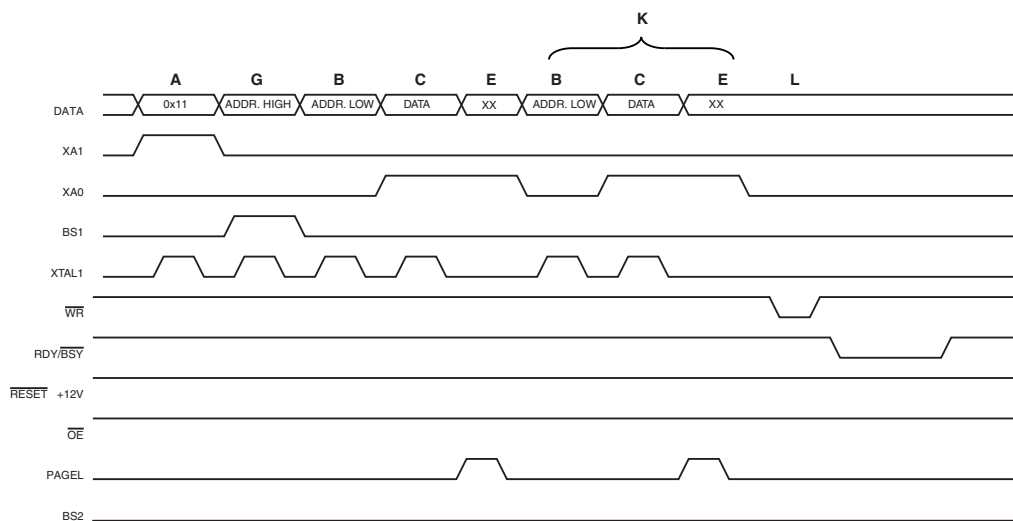 K
A G B C E B C E L
DATA 0x11 ADDR. HIGH ADDR. LOW DATA XX ADDR. LOW DATA XX
XA1
XA0
BS1
XTAL1
WR
RDY/BSY
RESET +12V
OE
PAGEL
BS2